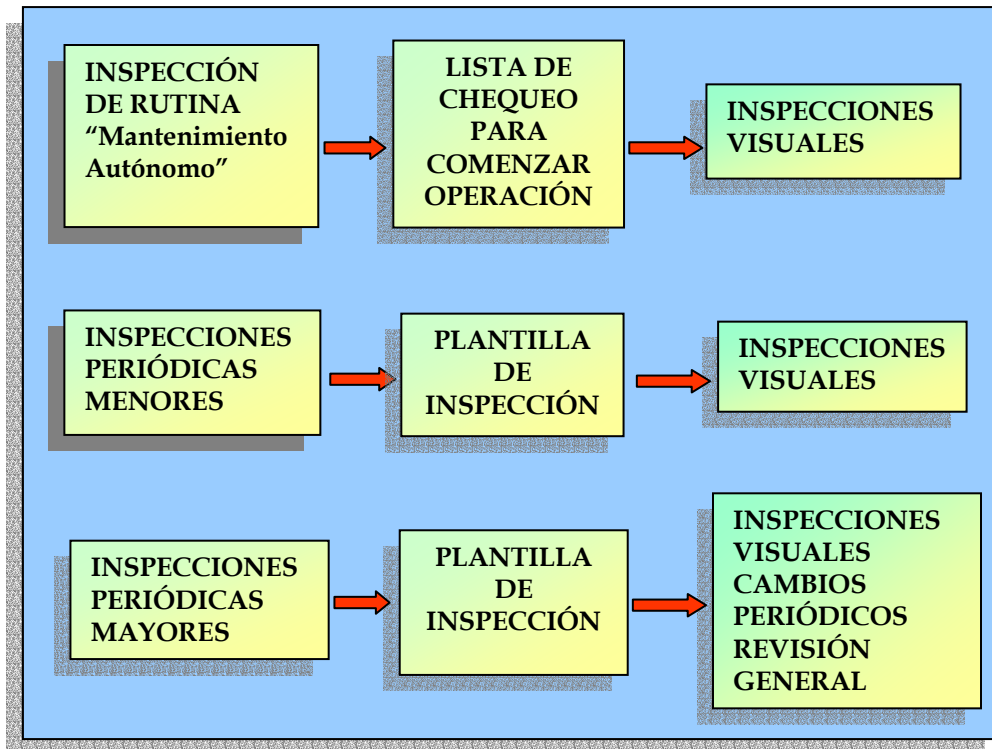 INSPECCIÓN
DE RUTINA
“Mantenimiento
Autónomo”
LISTA DE
CHEQUEO
PARA
COMENZAR
OPERACIÓN
INSPECCIONES
VISUALES
INSPECCIONES
PERIÓDICAS
MENORES
PLANTILLA
DE
INSPECCIÓN
INSPECCIONES
VISUALES
INSPECCIONES
PERIÓDICAS
MAYORES
PLANTILLA
DE
INSPECCIÓN
INSPECCIONES
VISUALES
CAMBIOS
PERIÓDICOS
REVISIÓN
GENERAL